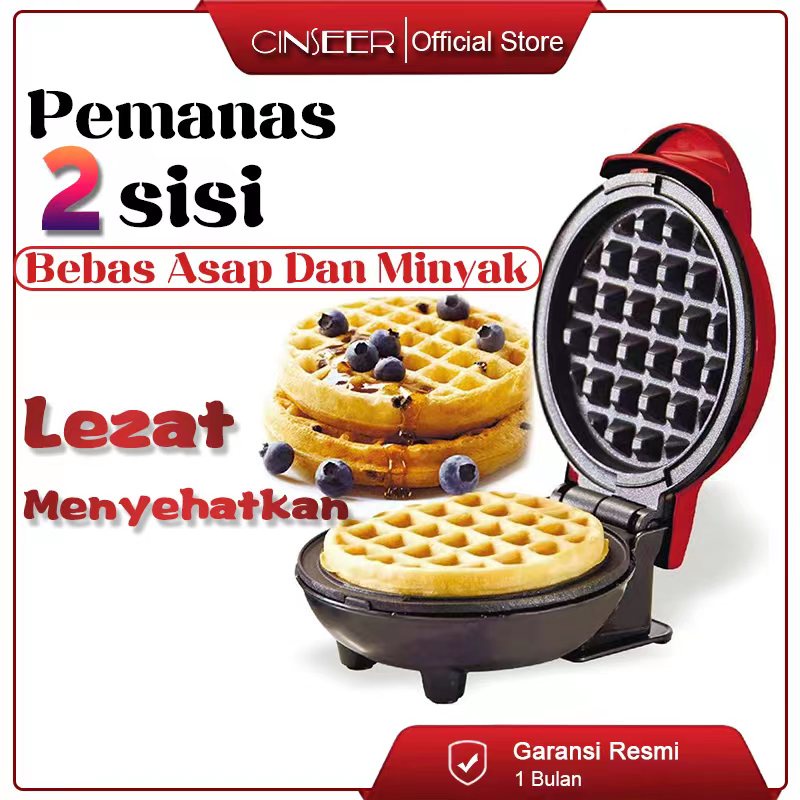 CINSEER Official Store
Pemanas
2 sisi
Bebas Asap Dan Minyak
Lezat
Menyehatkan
Garansi Resmi
1 Bulan